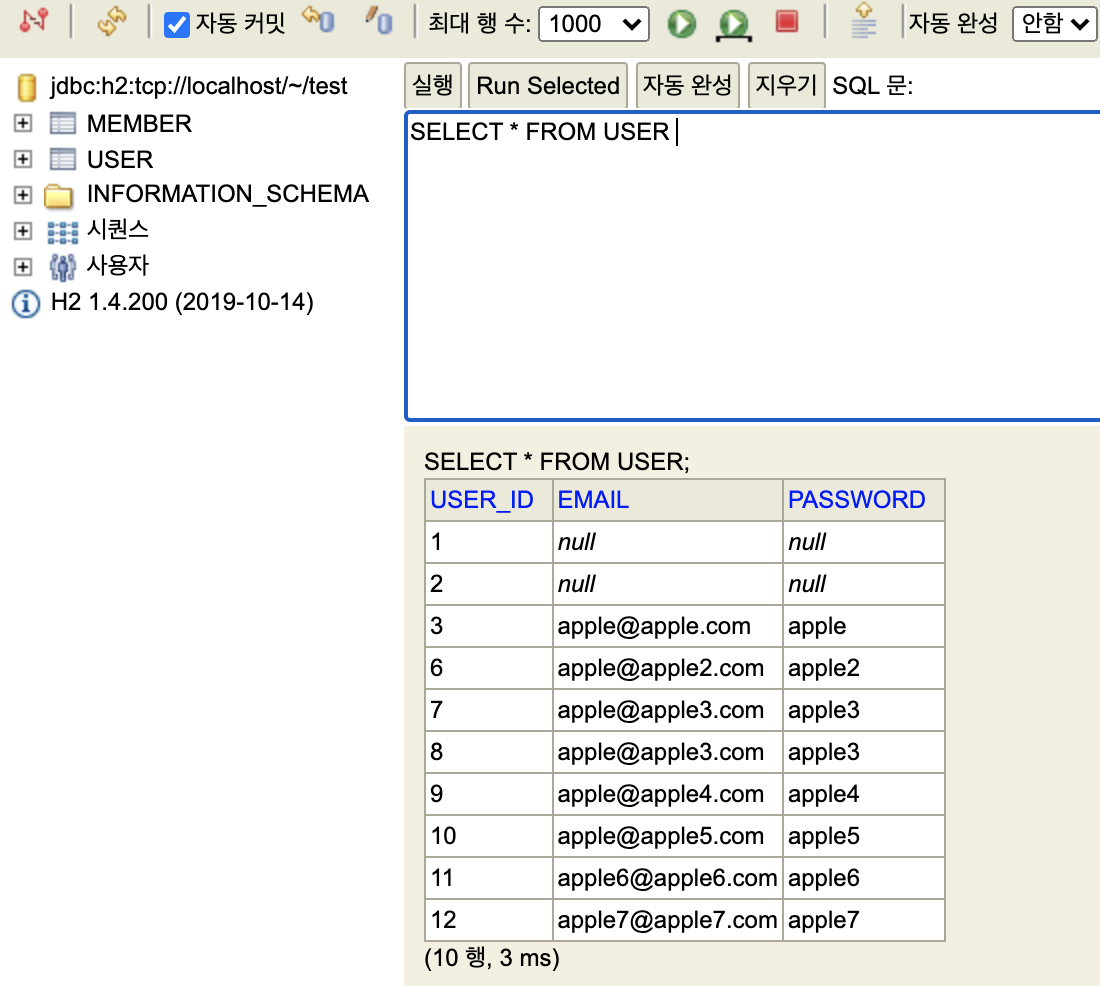 자동 커밋 최대 행 수: 1000 자동 완성 안함
jdbc:h2:tcp://localhost/~/test
MEMBER
USER
INFORMATION_SCHEMA
시퀀스
사용자
H2 1.4.200 (2019-10-14)
실행 Run Selected 자동 완성 지우기 SQL 문:
SELECT * FROM USER
SELECT * FROM USER;
USER_ID EMAIL PASSWORD
1 null null
2 null null
3 apple@apple.com apple
6 apple@apple2.com apple2
7 apple@apple3.com apple3
8 apple@apple3.com apple3
9 apple@apple4.com apple4
10 apple@apple5.com apple5
11 apple6@apple6.com apple6
12 apple7@apple7.com apple7
(10 행, 3 ms)